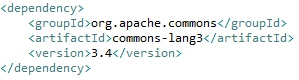 <dependency>
    <groupId>org.apache.commons</groupId>
    <artifactId>commons-lang3</artifactId>
    <version>3.4</version>
</dependency>